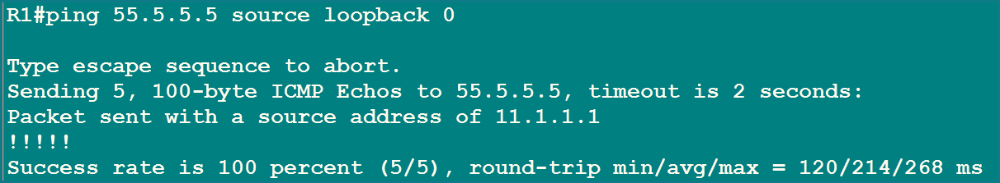 R1#ping 55.5.5.5 source loopback 0
Type escape sequence to abort.
Sending 5, 100-byte ICMP Echos to 55.5.5.5, timeout is 2 seconds:
Packet sent with a source address of 11.1.1.1
!!!!!
Success rate is 100 percent (5/5), round-trip min/avg/max = 120/214/268 ms